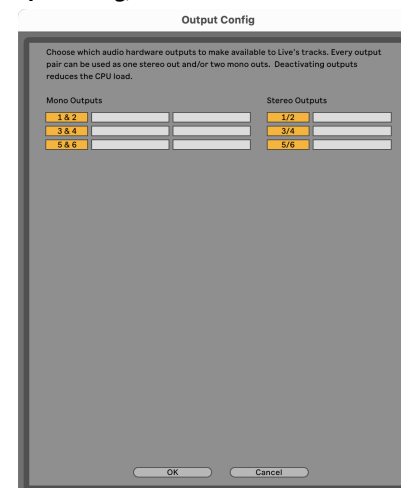 Output Config
Choose which audio hardware outputs to make available to Live's tracks. Every output
pair can be used as one stereo out and/or two mono outs.  Deactivating outputs
reduces the CPU load.
Mono Outputs Stereo Outputs
1 & 2 1/2
3 & 4 3/4
5 & 6 5/6
OK Cancel